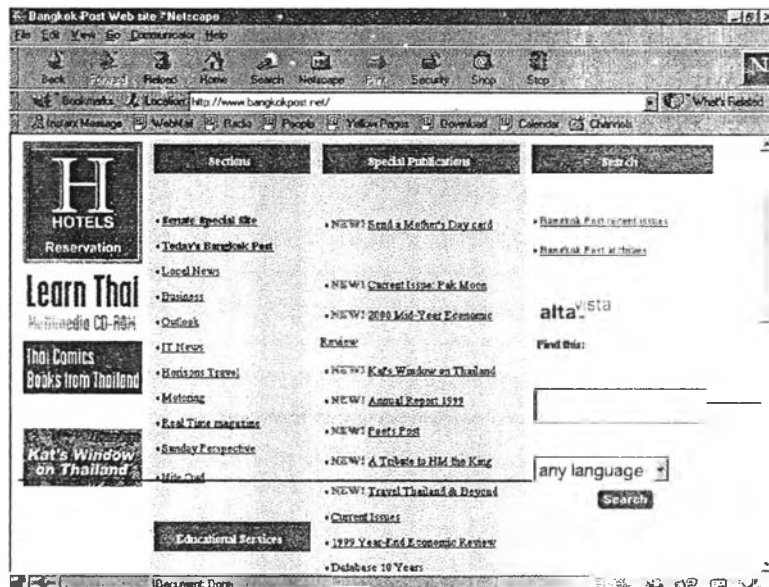 Bangkok Post Web site - Netscape
File Edit View Go Communicator Help
Back Forward Reload Home Search Netscape Print Security Shop Stop
Bookmarks Location: http://www.bangkokpost.net/ What's Related
Instant Message WebMail Radio People Yellow Pages Download Calendar Channels
H
HOTELS
Reservation
Learn Thai
Multimedia CD-ROM
Thai Comics
Books from Thailand
Kat's Window
on Thailand
Sections
• Senate Special Site
• Today's Bangkok Post
• Local News
• Business
• Outlook
• IT News
• Horizons Travel
• Motoring
• Real Time magazine
• Sunday Perspective
• Nite Owl
Educational Services
Special Publications
• NEW! Send a Mother's Day card
• NEW! Current Issue: Pak Moon
• NEW! 2000 Mid-Year Economic
Review
• NEW! Kat's Window on Thailand
• NEW! Annual Report 1999
• NEW! Poet's Post
• NEW! A Tribute to HM the King
• NEW! Travel Thailand & Beyond
• Current Issues
• 1999 Year-End Economic Review
• Database 10 Years
Search
• Bangkok Post recent issues
• Bangkok Post archives
altavista
Find this:
any language
Search
Document: Done